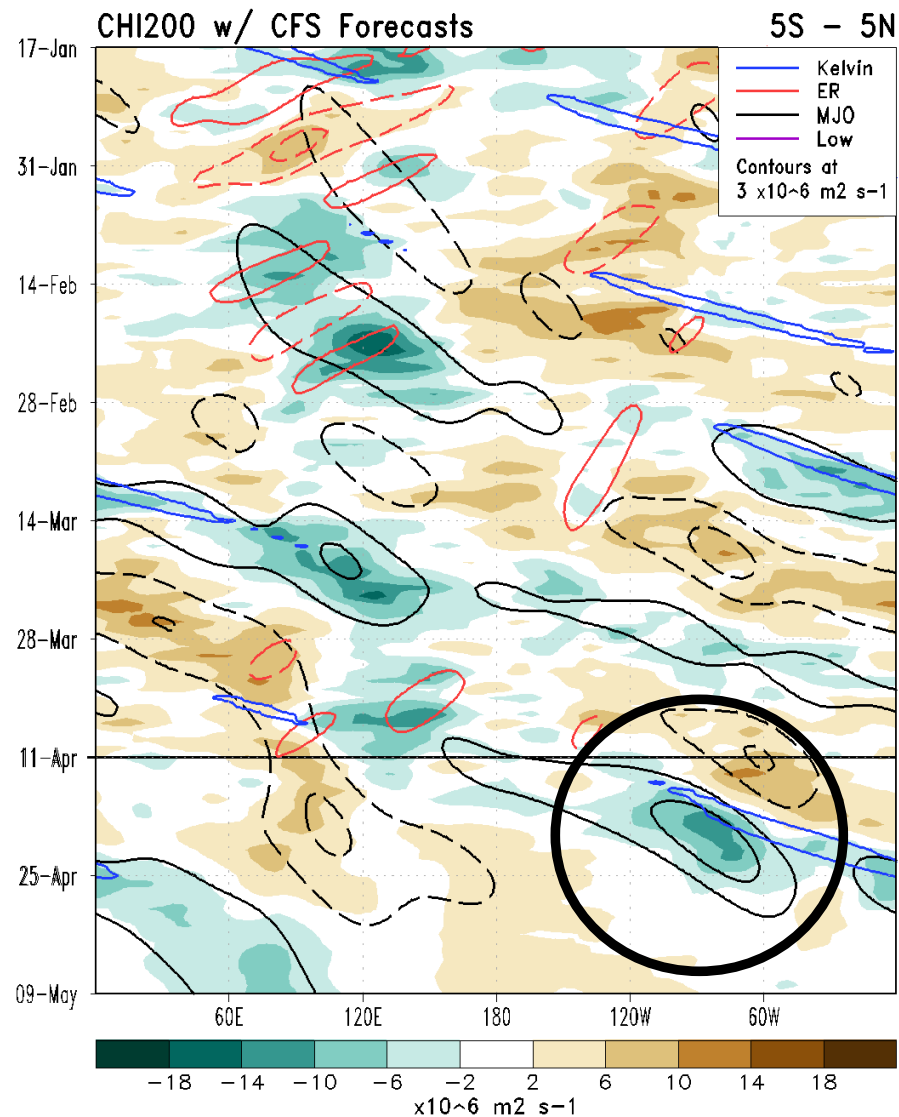 CHI200 w/ CFS Forecasts 5S - 5N
17-Jan
31-Jan
14-Feb
28-Feb
14-Mar
28-Mar
11-Apr
25-Apr
09-May
Kelvin
ER
MJO
Low
Contours at
3 x10^6 m2 s-1
60E 120E 180 120W 60W
-18 -14 -10 -6 -2 2 6 10 14 18
x10^6 m2 s-1